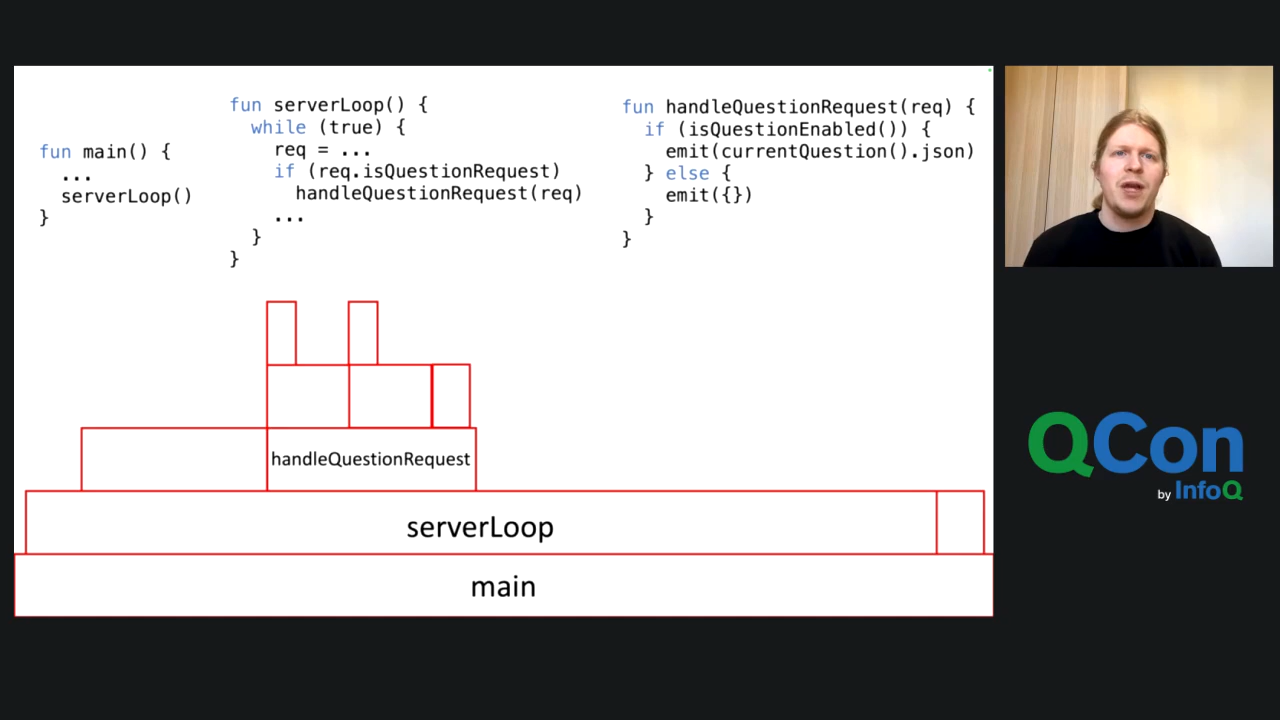 fun main() {
...
serverLoop()
}
fun serverLoop() {
while (true) {
req = ...
if (req.isQuestionRequest)
handleQuestionRequest(req)
...
}
}
fun handleQuestionRequest(req) {
if (isQuestionEnabled()) {
emit(currentQuestion().json)
} else {
emit({})
}
}
handleQuestionRequest
serverLoop
main
QCon
by InfoQ